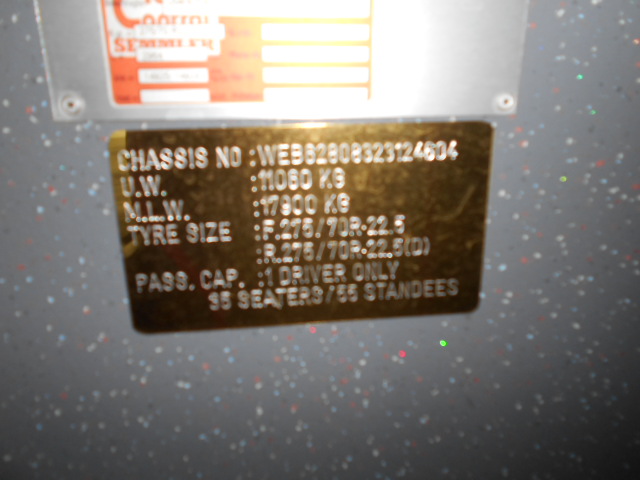 SEMMLER
CHASSIS NO :WEB62808323124604
U.W. :11060 KG
M.L.W. :17900 KG
TYRE SIZE :F.275/70R-22.5
:R.275/70R-22.5(D)
PASS. CAP. :1 DRIVER ONLY
35 SEATERS/55 STANDEES